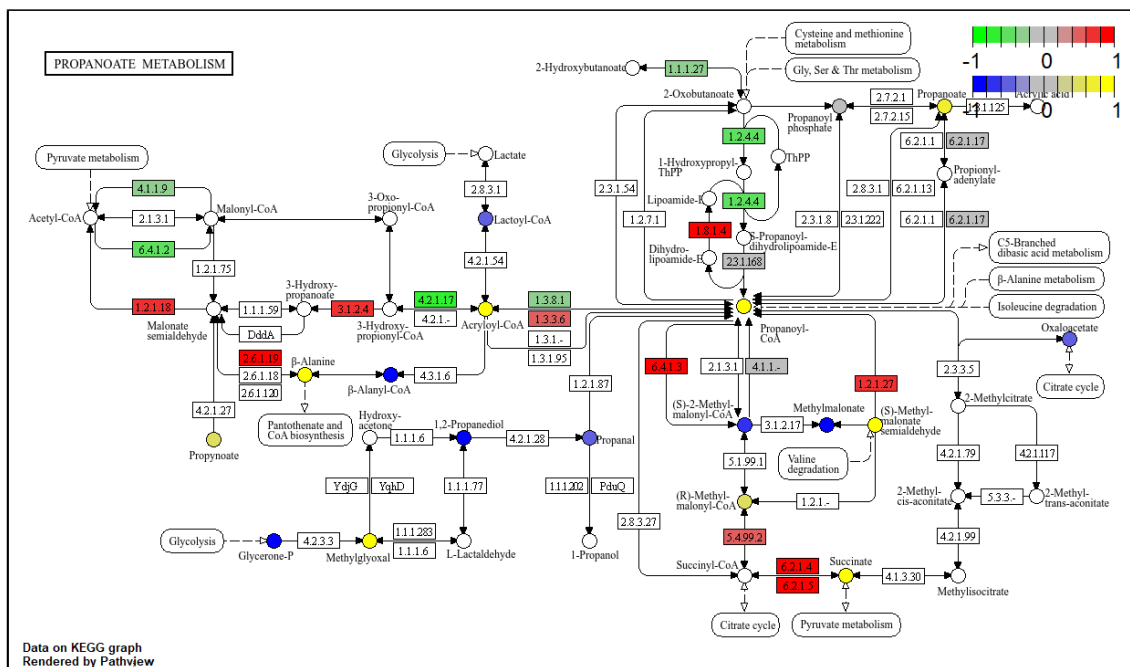 PROPANOATE METABOLISM
Cysteine and methionine
metabolism
Gly, Ser & Thr metabolism
-1 0 1
-1 0 1
2-Hydroxybutanoate
1.1.1.27
2-Oxobutanoate
Propanoyl
phosphate
2.7.2.1
2.7.2.15
Propanoate
1.3.1.125
Acrylic acid
6.2.1.1
6.2.1.17
Propionyl-
adenylate
6.2.1.1
6.2.1.17
1.2.4.4
ThPP
1-Hydroxypropyl-
ThPP
Lipoamide-E
1.2.4.4
1.8.1.4
S-Propanoyl-
dihydrolipoamide-E
Dihydro-
lipoamide-E
2.3.1.168
2.3.1.54
1.2.7.1
2.3.1.8
2.3.1.222
2.8.3.1
6.2.1.13
C5-Branched
dibasic acid metabolism
β-Alanine metabolism
Isoleucine degradation
Pyruvate metabolism
Glycolysis
Lactate
2.8.3.1
Lactoyl-CoA
4.2.1.54
4.1.1.9
Acetyl-CoA
2.1.3.1
Malonyl-CoA
6.4.1.2
3-Oxo-
propionyl-CoA
1.2.1.75
1.2.1.18
Malonate
semialdehyde
1.1.1.59
DddA
3-Hydroxy-
propanoate
3.1.2.4
3-Hydroxy-
propionyl-CoA
4.2.1.17
4.2.1.-
Acryloyl-CoA
1.3.8.1
1.3.3.6
1.3.1.-
1.3.1.95
Propanoyl-
CoA
2.6.1.19
2.6.1.18
2.6.1.120
β-Alanine
β-Alanyl-CoA
4.3.1.6
4.2.1.27
Propynoate
Pantothenate and
CoA biosynthesis
1.2.1.87
6.4.1.3
2.1.3.1
4.1.1.-
1.2.1.27
2.3.3.5
Oxaloacetate
Citrate cycle
(S)-2-Methyl-
malonyl-CoA
3.1.2.17
Methylmalonate
(S)-Methyl-
malonate
semialdehyde
Valine
degradation
2-Methylcitrate
Hydroxy-
acetone
1.1.1.6
1,2-Propanediol
4.2.1.28
Propanal
YdjG
YqhD
1.1.1.77
1.1.1.202
PduQ
5.1.99.1
4.2.1.79
4.2.1.117
(R)-Methyl-
malonyl-CoA
1.2.1.-
2-Methyl-
cis-aconitate
5.3.3.-
2-Methyl-
trans-aconitate
2.8.3.27
5.4.99.2
4.2.1.99
Glycolysis
Glycerone-P
4.2.3.3
Methylglyoxal
1.1.1.283
1.1.1.6
L-Lactaldehyde
1-Propanol
Succinyl-CoA
6.2.1.4
6.2.1.5
Succinate
4.1.3.30
Methylisocitrate
Citrate cycle
Pyruvate metabolism
Data on KEGG graph
Rendered by Pathview